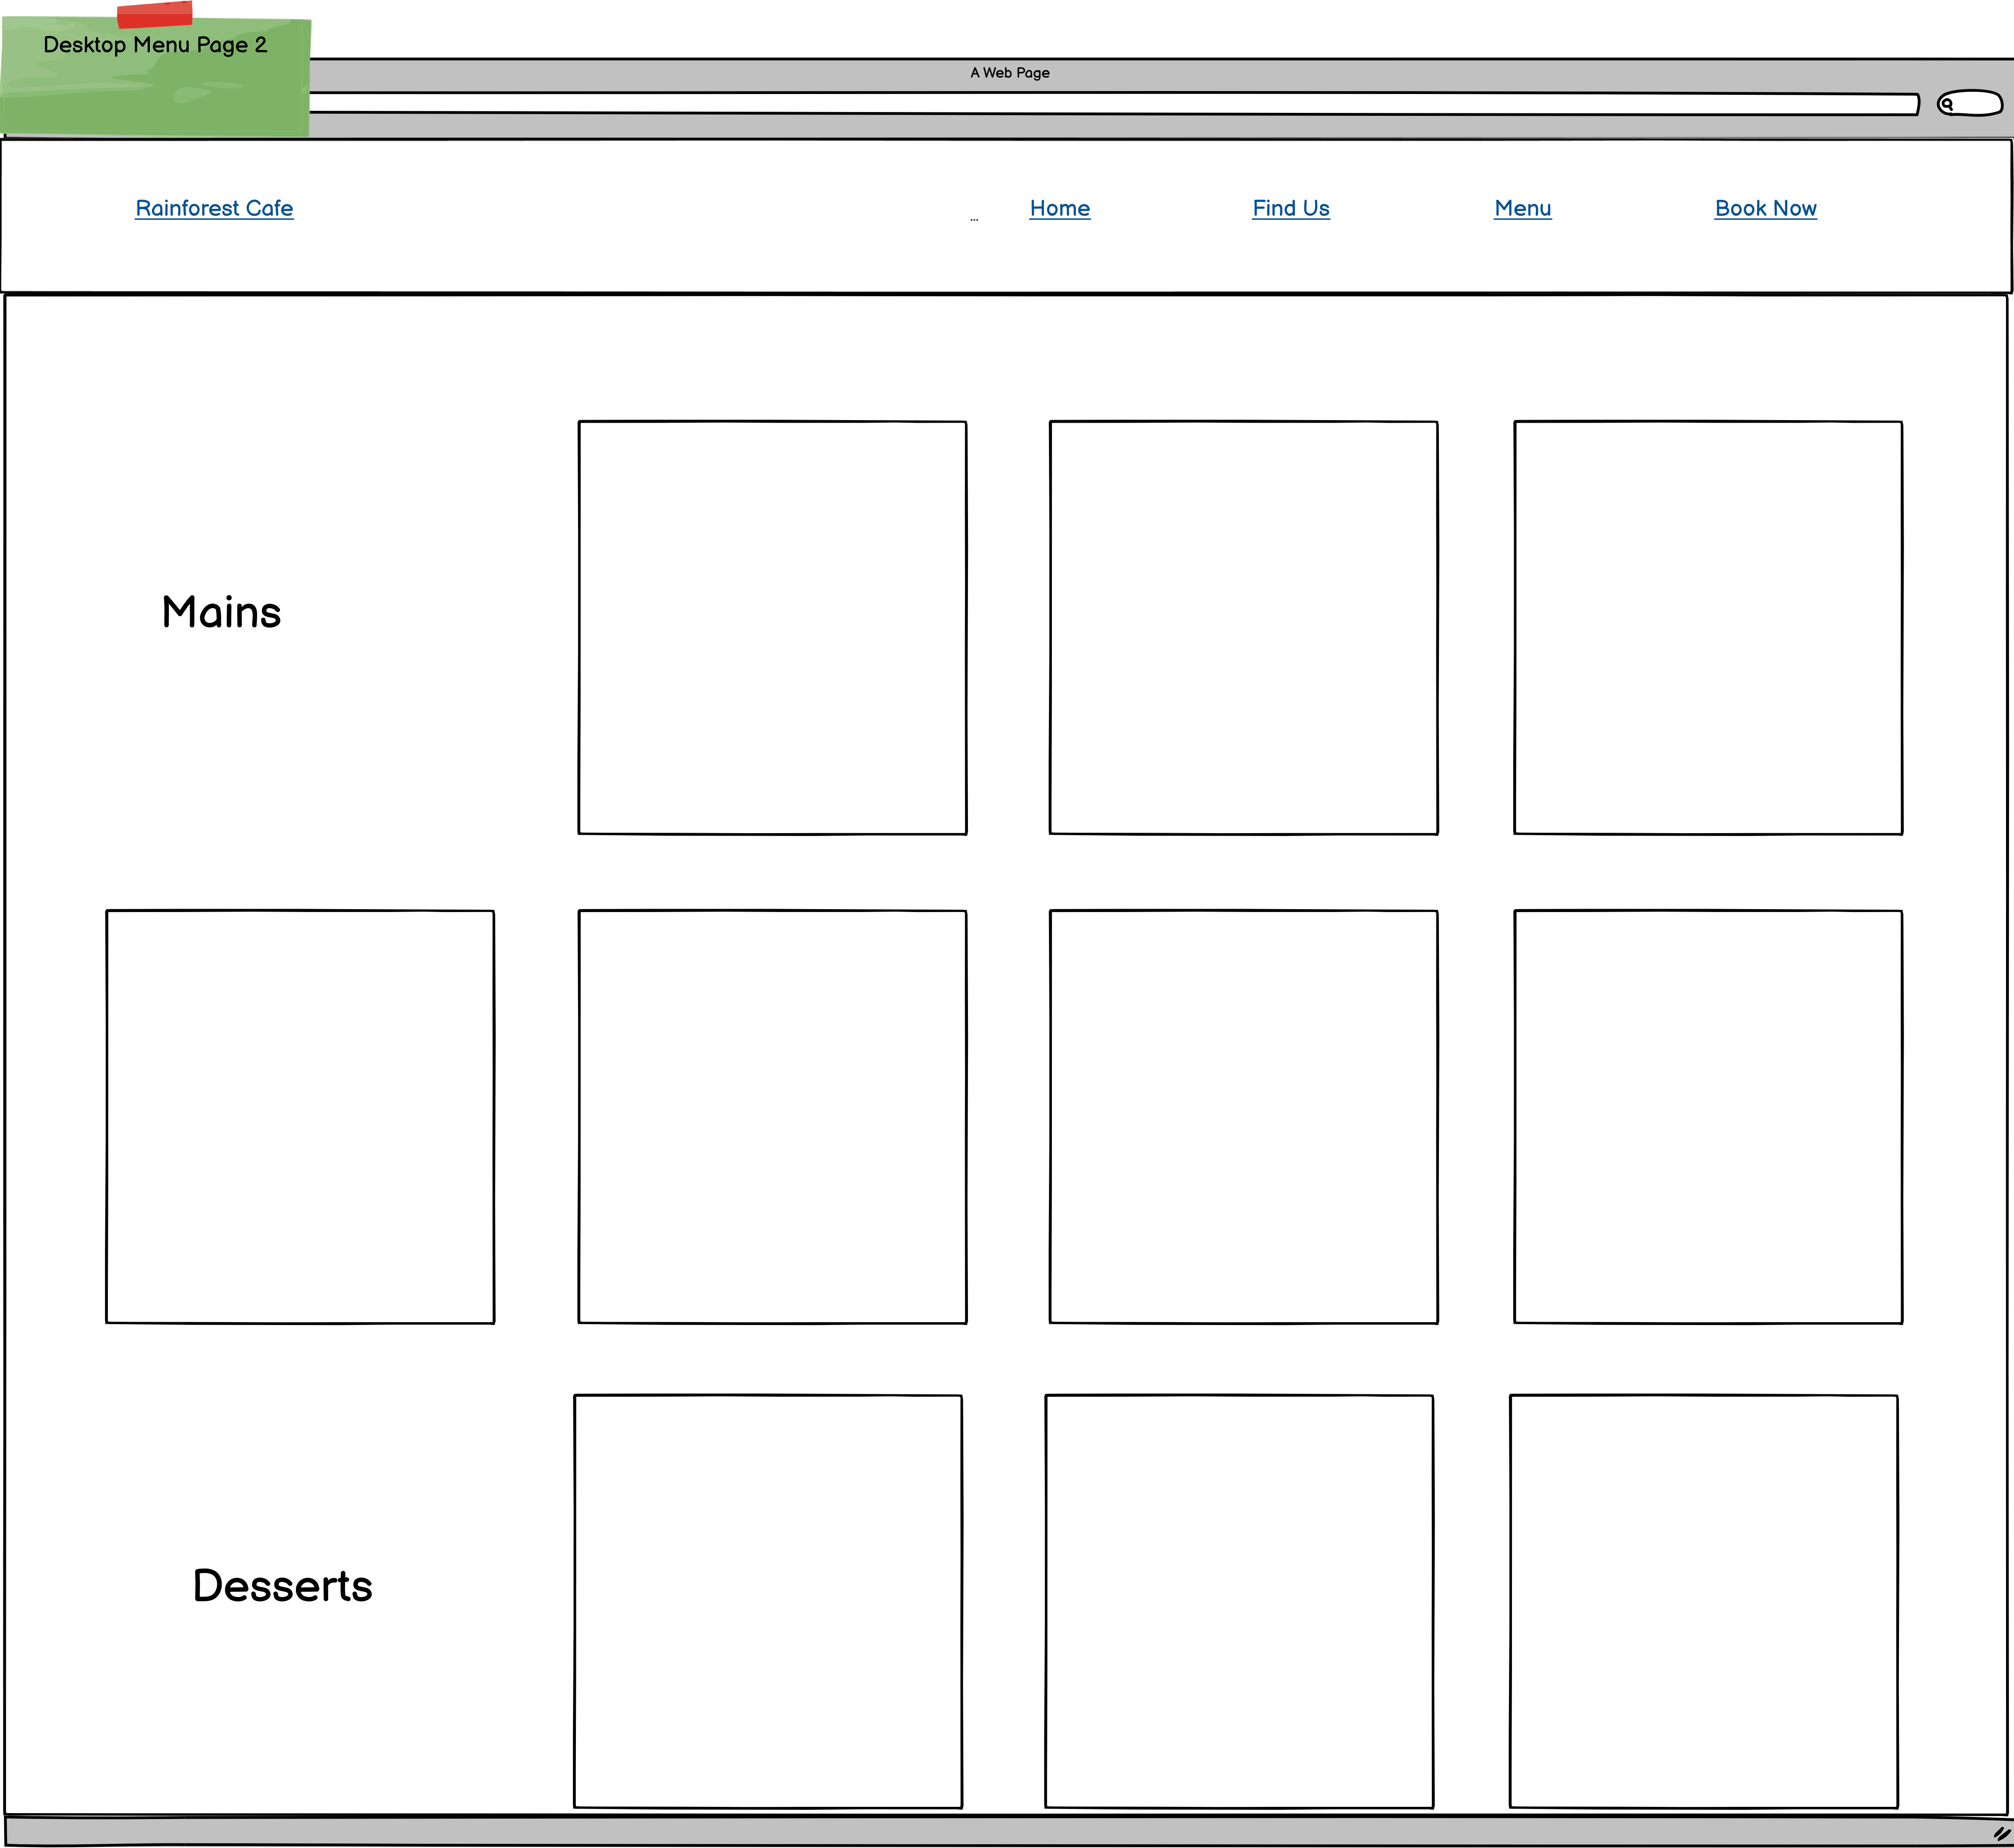 Desktop Menu Page 2
A Web Page
Rainforest Cafe ... Home Find Us Menu Book Now
Mains
Desserts